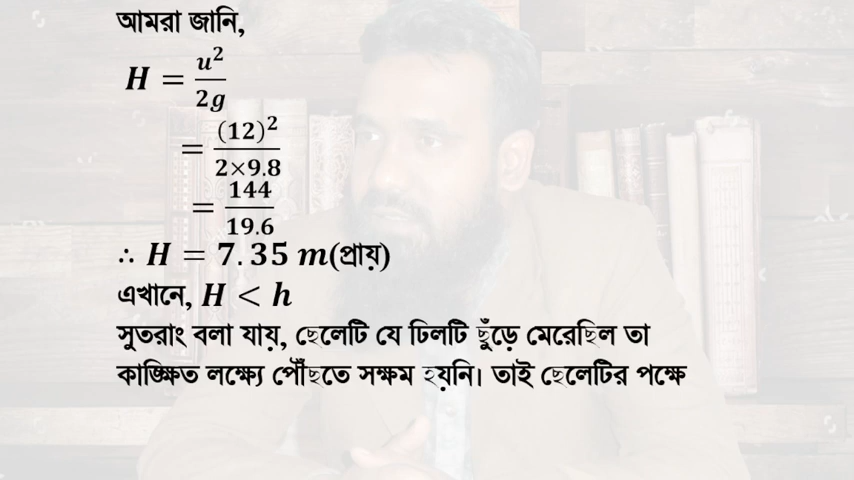 আমরা জানি,
H = u²/2g
= (12)²/2×9.8
= 144/19.6
∴ H = 7.35 m(প্রায়)
এখানে, H < h
সুতরাং বলা যায়, ছেলেটি যে ঢিলটি ছুঁড়ে মেরেছিল তা
কাঙ্ক্ষিত লক্ষ্যে পৌঁছতে সক্ষম হয়নি। তাই ছেলেটির পক্ষে